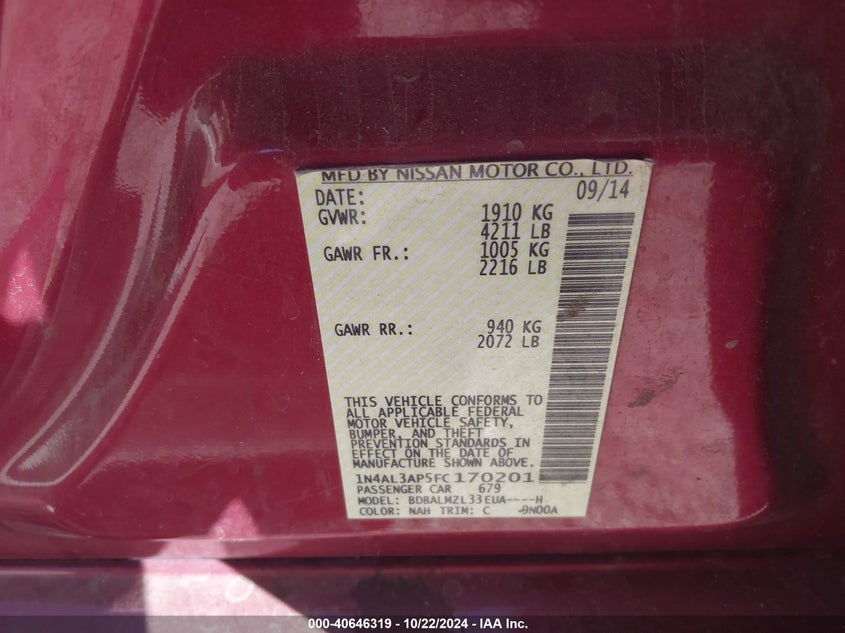 MFD BY NISSAN MOTOR CO., LTD.
DATE: 09/14
GVWR: 1910 KG
4211 LB
GAWR FR.: 1005 KG
2216 LB
GAWR RR.: 940 KG
2072 LB
THIS VEHICLE CONFORMS TO
ALL APPLICABLE FEDERAL
MOTOR VEHICLE SAFETY,
BUMPER, AND THEFT
PREVENTION STANDARDS IN
EFFECT ON THE DATE OF
MANUFACTURE SHOWN ABOVE.
1N4AL3AP5FC170201
PASSENGER CAR 679
MODEL: BDBALMZL33EUA----H
COLOR: NAH TRIM: C -9N00A
000-40646319 - 10/22/2024 - IAA Inc.